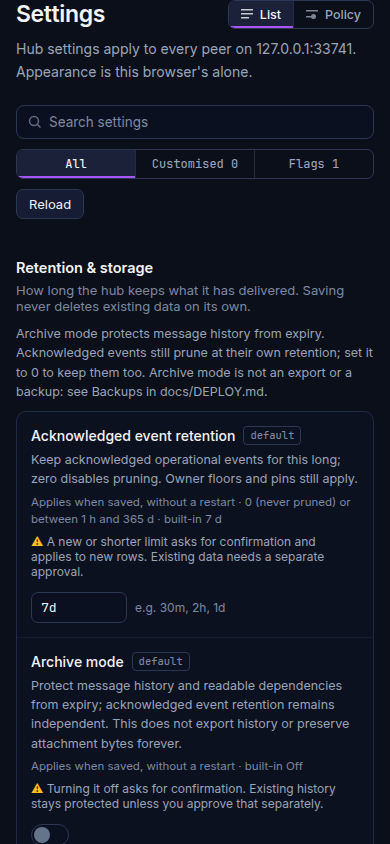 Settings
List
Policy
Hub settings apply to every peer on 127.0.0.1:33741.
Appearance is this browser's alone.
Search settings
All
Customised 0
Flags 1
Reload
Retention & storage
How long the hub keeps what it has delivered. Saving
never deletes existing data on its own.
Archive mode protects message history from expiry.
Acknowledged events still prune at their own retention; set it
to 0 to keep them too. Archive mode is not an export or a
backup: see Backups in docs/DEPLOY.md.
Acknowledged event retention default
Keep acknowledged operational events for this long;
zero disables pruning. Owner floors and pins still apply.
Applies when saved, without a restart · 0 (never pruned) or
between 1 h and 365 d · built-in 7 d
⚠ A new or shorter limit asks for confirmation and
applies to new rows. Existing data needs a separate
approval.
7d e.g. 30m, 2h, 1d
Archive mode default
Protect message history and readable dependencies
from expiry; acknowledged event retention remains
independent. This does not export history or preserve
attachment bytes forever.
Applies when saved, without a restart · built-in Off
⚠ Turning it off asks for confirmation. Existing history
stays protected unless you approve that separately.